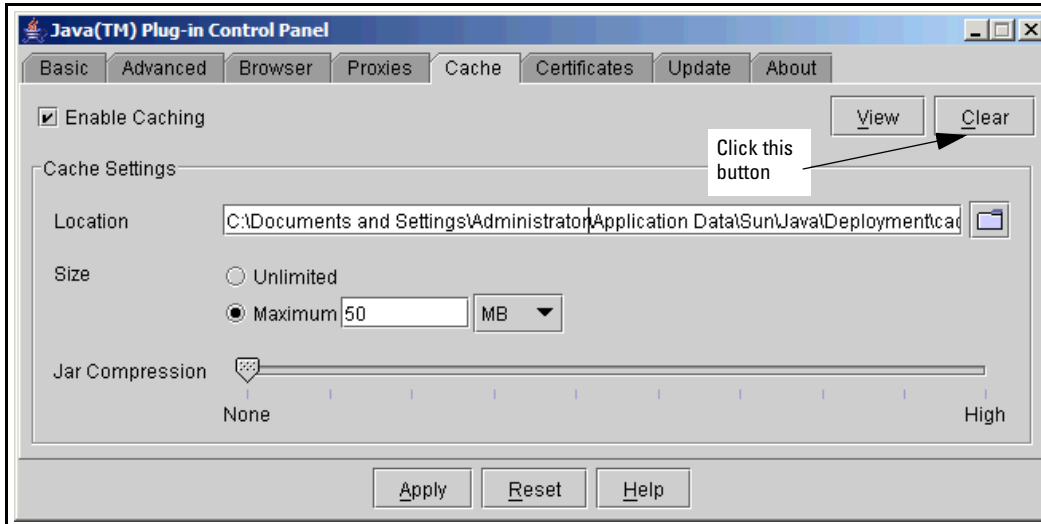 Java(TM) Plug-in Control Panel
Basic Advanced Browser Proxies Cache Certificates Update About
Enable Caching
View Clear
Click this
button
Cache Settings
Location C:\Documents and Settings\Administrator\Application Data\Sun\Java\Deployment\cac
Size Unlimited
Maximum 50 MB
Jar Compression
None High
Apply Reset Help